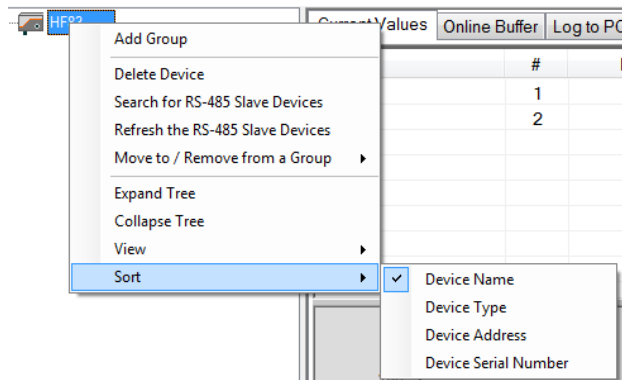 HF82
Current Values Online Buffer Log to PC
#
1
2
Add Group
Delete Device
Search for RS-485 Slave Devices
Refresh the RS-485 Slave Devices
Move to / Remove from a Group
Expand Tree
Collapse Tree
View
Sort
Device Name
Device Type
Device Address
Device Serial Number